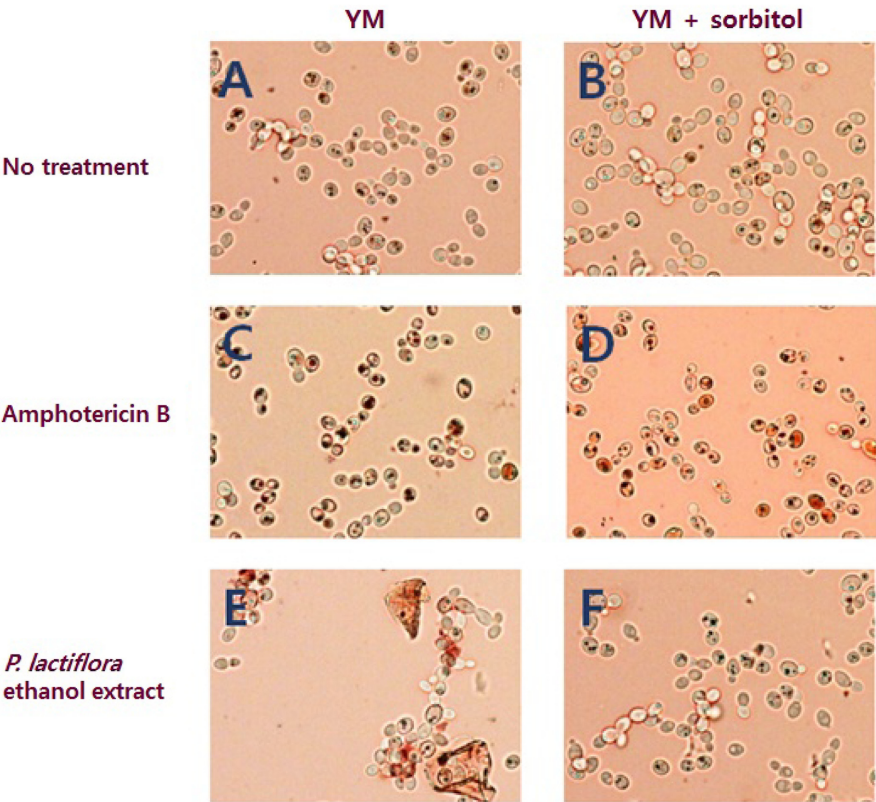 YM
YM + sorbitol
A
B
No treatment
C
D
Amphotericin B
E
F
P. lactiflora
ethanol extract